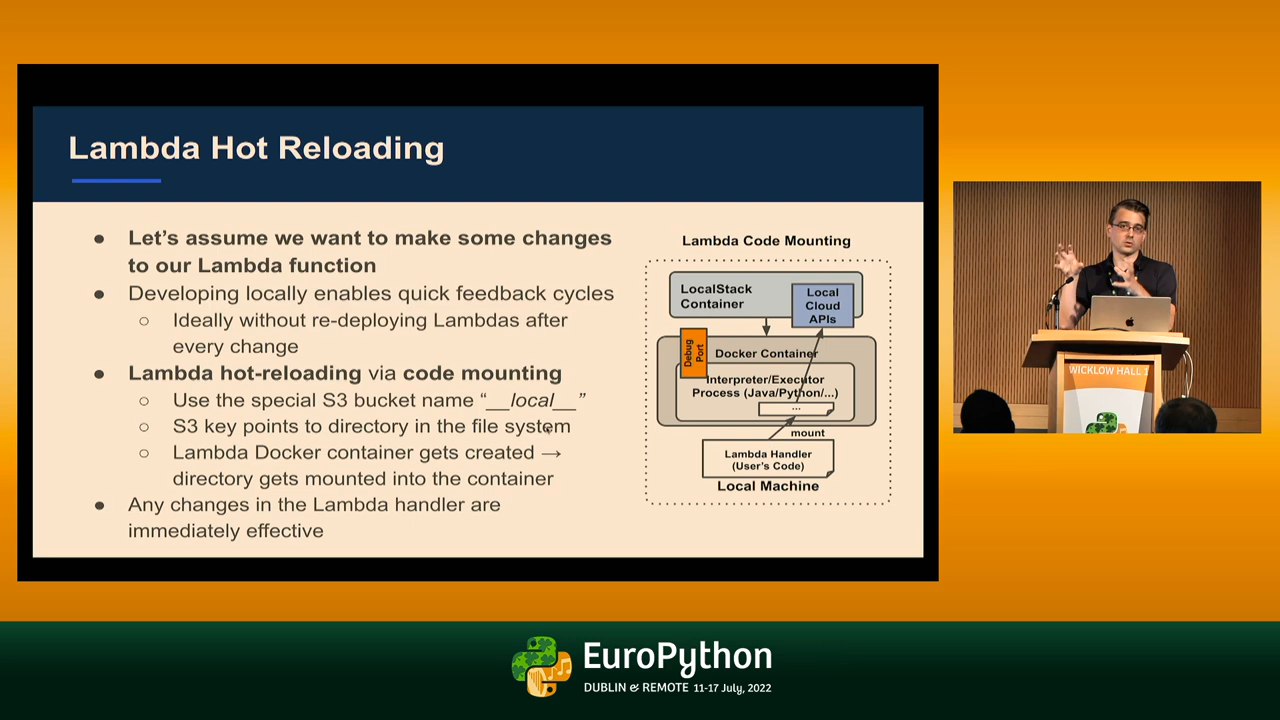 Lambda Hot Reloading
● Let's assume we want to make some changes
to our Lambda function
● Developing locally enables quick feedback cycles
○ Ideally without re-deploying Lambdas after
every change
● Lambda hot-reloading via code mounting
○ Use the special S3 bucket name “__local__”
○ S3 key points to directory in the file system
○ Lambda Docker container gets created →
directory gets mounted into the container
● Any changes in the Lambda handler are
immediately effective
Lambda Code Mounting
LocalStack
Container
Local
Cloud
APIs
Debug
Port
Docker Container
Interpreter/Executor
Process (Java/Python/...)
...
mount
Lambda Handler
(User's Code)
Local Machine
WICKLOW HALL 1
EuroPython
DUBLIN & REMOTE 11-17 July, 2022